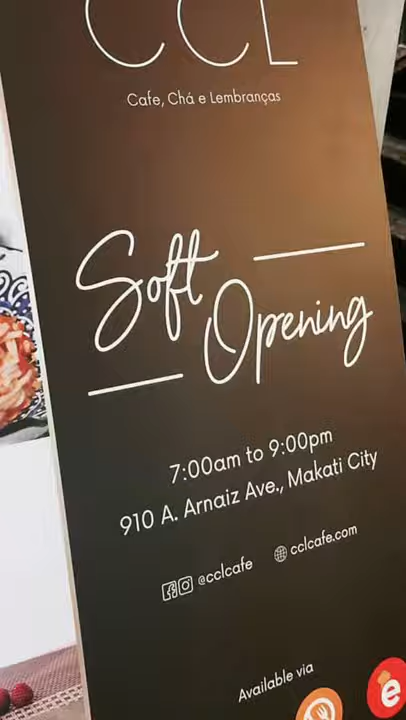 CCL
Cafe, Chá e Lembranças
Soft
Opening
7:00am to 9:00pm
910 A. Arnaiz Ave., Makati City
@cclcafe cclcafe.com
Available via
e